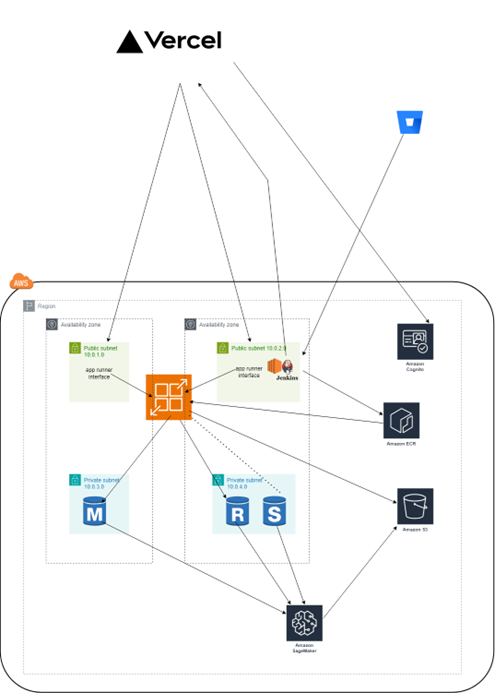 Vercel
AWS
Region
Availability zone
Availability zone
Public subnet
10.0.1.0
Public subnet 10.0.2.0
app runner
interface
app runner
interface
Jenkins
Amazon
Cognito
Amazon ECR
Private subnet
10.0.3.0
Private subnet
10.0.4.0
M
R
S
Amazon S3
Amazon
SageMaker